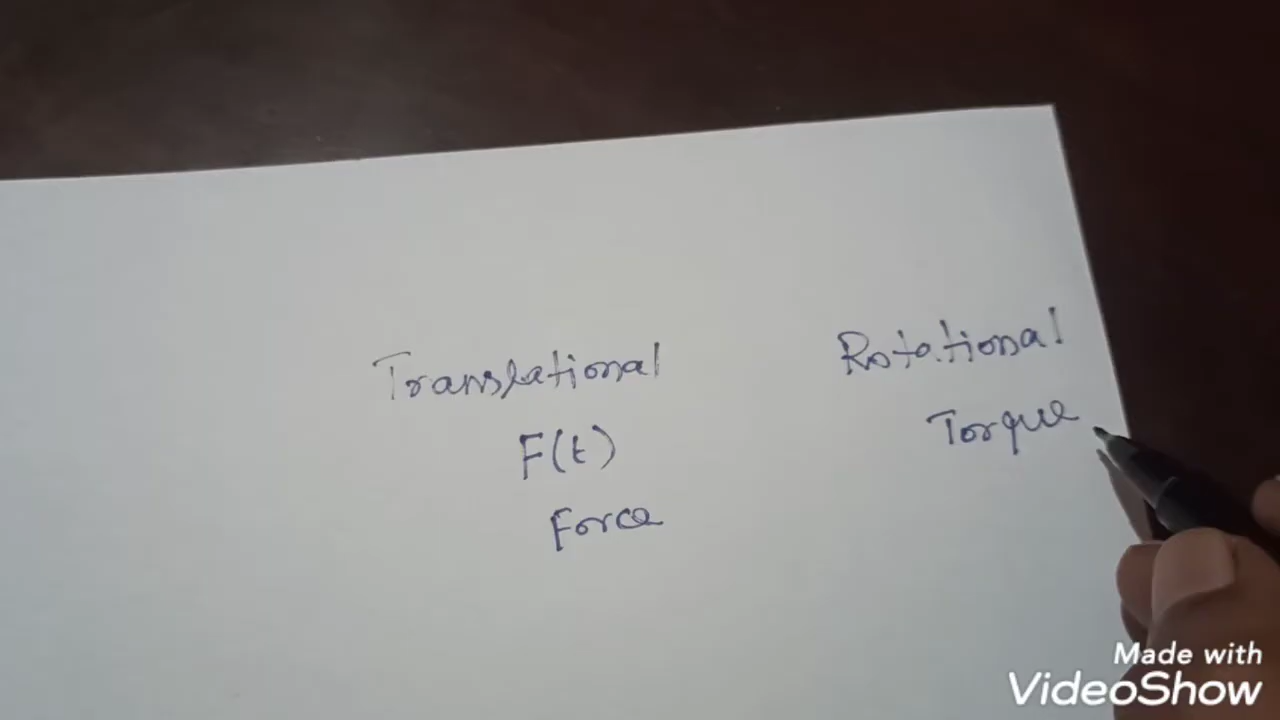 Translational Rotational
F(t) Torque
Force
Made with
VideoShow